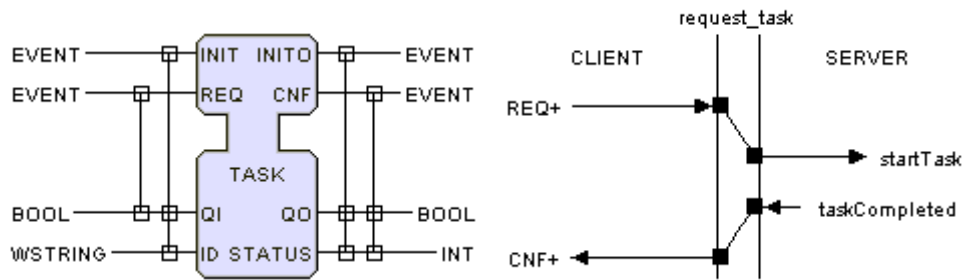 EVENT INIT INITO EVENT
EVENT REQ CNF EVENT
TASK
BOOL QI QO BOOL
WSTRING ID STATUS INT
request_task
CLIENT SERVER
REQ+
startTask
taskCompleted
CNF+